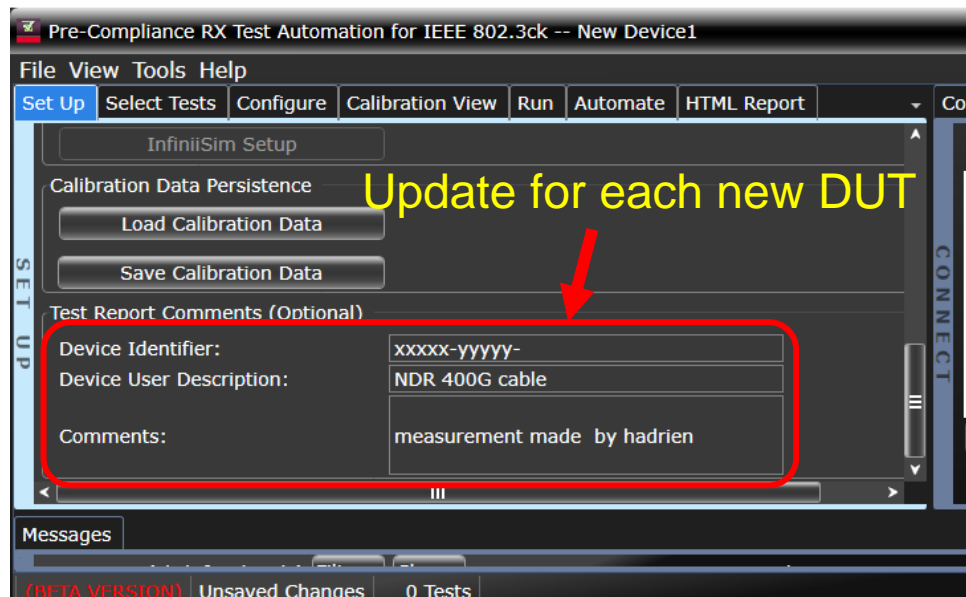 Pre-Compliance RX Test Automation for IEEE 802.3ck -- New Device1
File View Tools Help
Set Up Select Tests Configure Calibration View Run Automate HTML Report Co
InfiniiSim Setup
Calibration Data Persistence
Update for each new DUT
Load Calibration Data
Save Calibration Data
SET UP
CONNECT
Test Report Comments (Optional)
Device Identifier: xxxxx-yyyyy-
Device User Description: NDR 400G cable
Comments: measurement made by hadrien
Messages
(BETA VERSION) Unsaved Changes 0 Tests